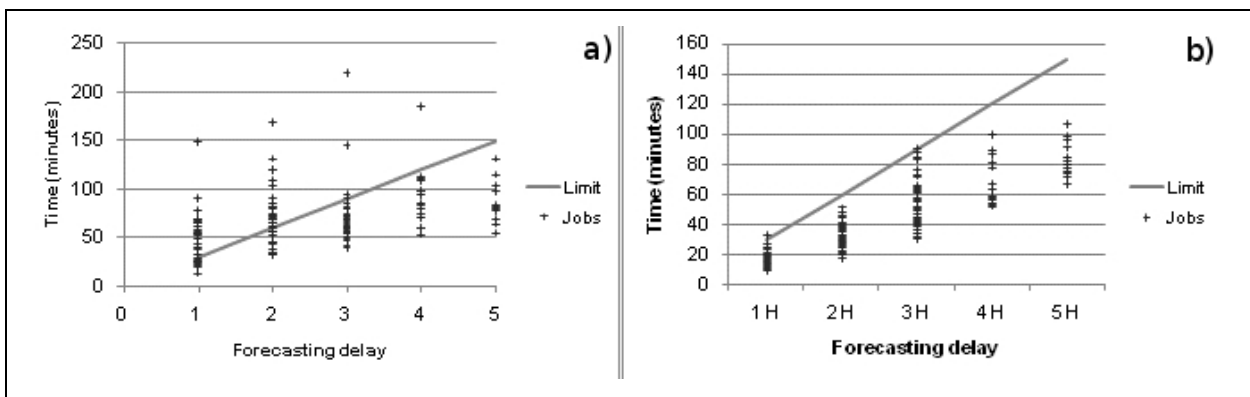 a)
250
200
150
100
50
0
Time (minutes)
0 1 2 3 4 5
Forecasting delay
Limit
Jobs
b)
160
140
120
100
80
60
40
20
0
Time (minutes)
1 H 2 H 3 H 4 H 5 H
Forecasting delay
Limit
Jobs